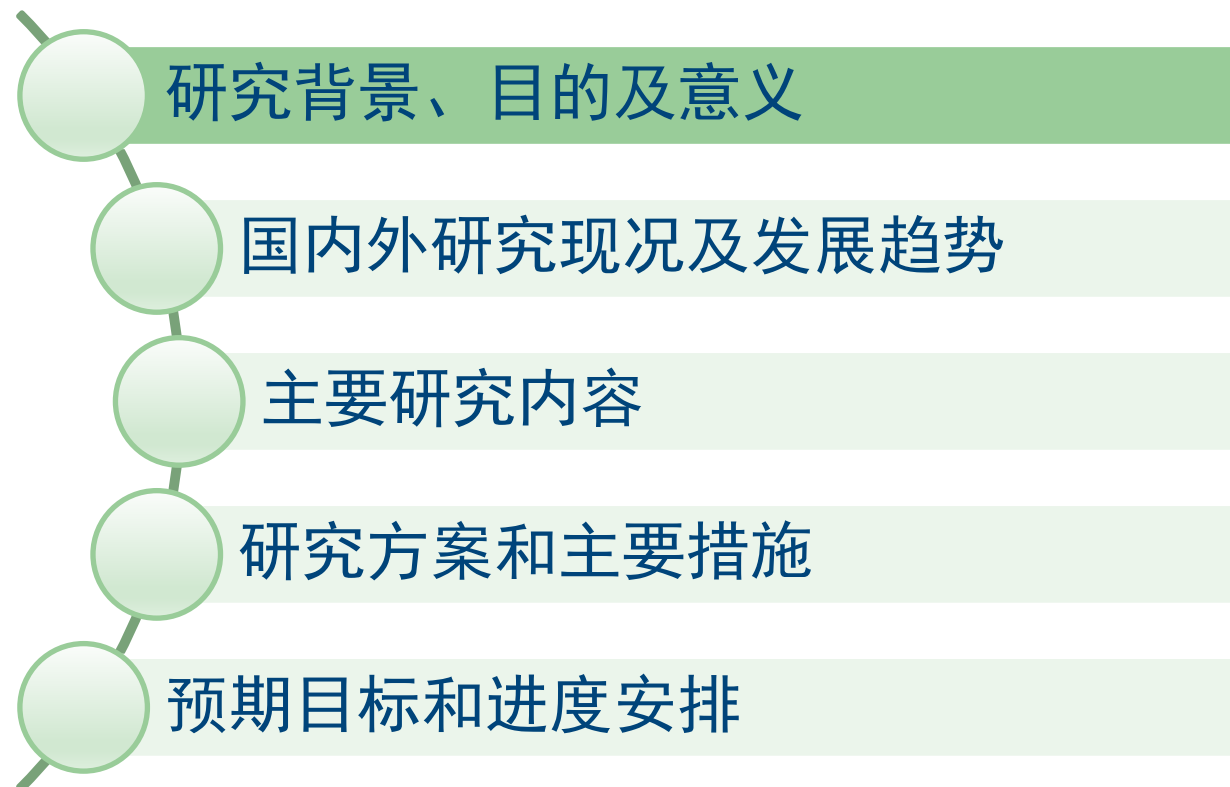 研究背景、目的及意义
国内外研究现况及发展趋势
主要研究内容
研究方案和主要措施
预期目标和进度安排